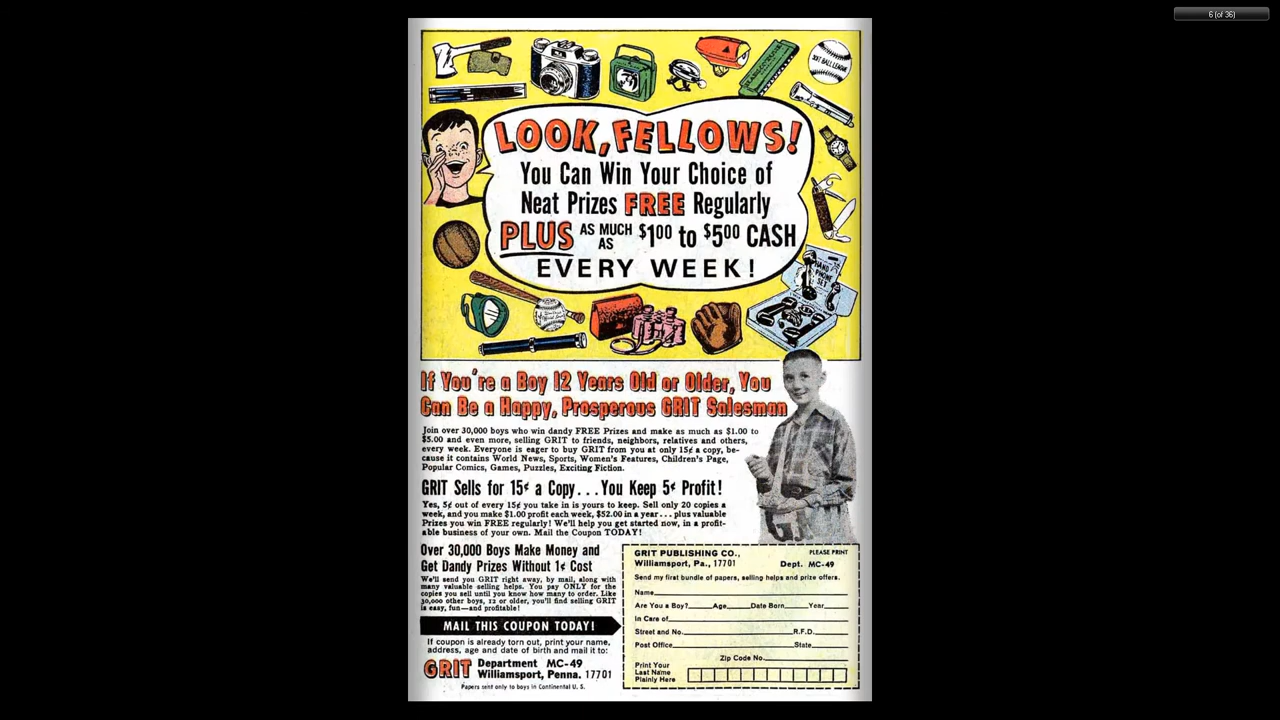 6 (of 36)
SOFT BALL LEAGUE
LOOK, FELLOWS!
You Can Win Your Choice of
Neat Prizes FREE Regularly
PLUS AS MUCH AS $1.00 to $5.00 CASH
EVERY WEEK!
HAND PHONE SET
If You're a Boy 12 Years Old or Older, You
Can Be a Happy, Prosperous GRIT Salesman
Join over 30,000 boys who win dandy FREE Prizes and make as much as $1.00 to
$5.00 and even more, selling GRIT to friends, neighbors, relatives and others,
every week. Everyone is eager to buy GRIT from you at only 15¢ a copy, be-
cause it contains World News, Sports, Women's Features, Children's Page,
Popular Comics, Games, Puzzles, Exciting Fiction.
GRIT Sells for 15¢ a Copy...You Keep 5¢ Profit!
Yes, 5¢ out of every 15¢ you take in is yours to keep. Sell only 20 copies a
week, and you make $1.00 profit each week, $52.00 in a year... plus valuable
Prizes you win FREE regularly! We'll help you get started now, in a profit-
able business of your own. Mail the Coupon TODAY!
Over 30,000 Boys Make Money and
Get Dandy Prizes Without 1¢ Cost
We'll send you GRIT right away, by mail, along with
many valuable selling helps. You pay ONLY for the
copies you sell until you know how many to order. Like
30,000 other boys, 12 or older, you'll find selling GRIT
is easy, fun—and profitable!
MAIL THIS COUPON TODAY!
If coupon is already torn out, print your name,
address, age and date of birth and mail it to:
GRIT Department MC-49
Williamsport, Penna. 17701
Papers sent only to boys in Continental U. S.
GRIT PUBLISHING CO., PLEASE PRINT
Williamsport, Pa., 17701 Dept. MC-49
Send my first bundle of papers, selling helps and prize offers.
Name
Are You a Boy? Age Date Born Year
In Care of
Street and No. R.F.D.
Post Office State
Zip Code No.
Print Your
Last Name
Plainly Here